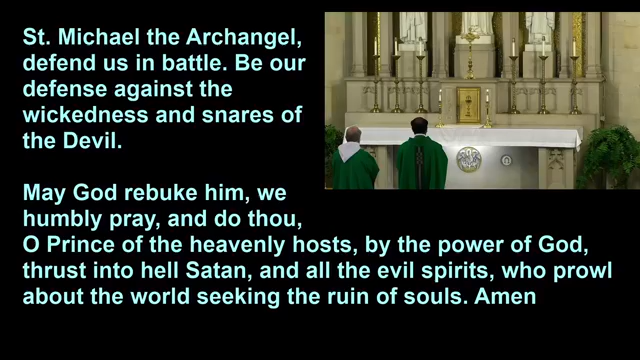 St. Michael the Archangel,
defend us in battle. Be our
defense against the
wickedness and snares of
the Devil.
May God rebuke him, we
humbly pray, and do thou,
O Prince of the heavenly hosts, by the power of God,
thrust into hell Satan, and all the evil spirits, who prowl
about the world seeking the ruin of souls. Amen